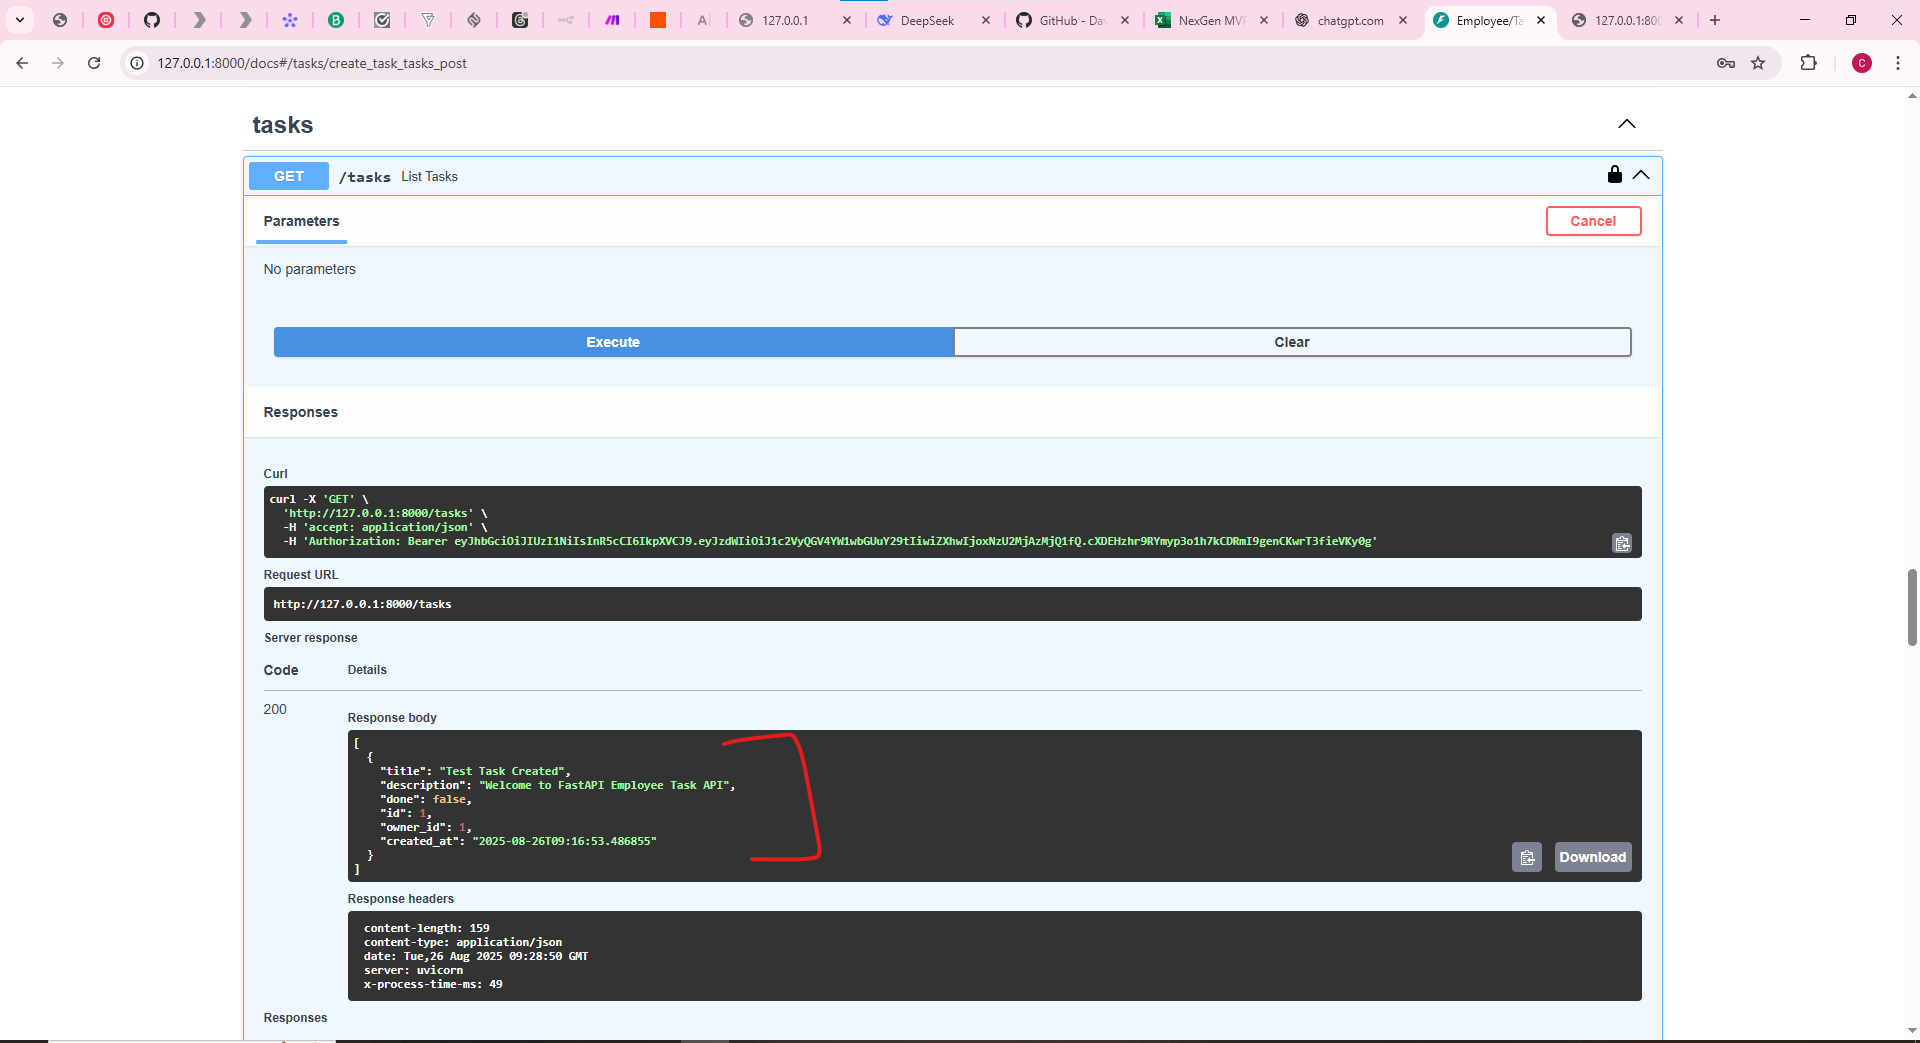 127.0.0.1
DeepSeek
GitHub - Dav
NexGen MVP
chatgpt.com
Employee/Ta
127.0.0.1:800
127.0.0.1:8000/docs#/tasks/create_task_tasks_post
C
tasks
GET /tasks List Tasks
Parameters
Cancel
No parameters
Execute
Clear
Responses
Curl
curl -X 'GET' \
'http://127.0.0.1:8000/tasks' \
-H 'accept: application/json' \
-H 'Authorization: Bearer eyJhbGciOiJIUzI1NiIsInR5cCI6IkpXVCJ9.eyJzdWIiOiJ1c2VyQGV4YW1wbGUuY29tIiwiZXhwIjoxNzU2MjAzMjQ1fQ.cXDEHzhr9RYmyp3o1h7kCDRmI9genCKwrT3fieVKy0g'
Request URL
http://127.0.0.1:8000/tasks
Server response
Code Details
200
Response body
[
{
"title": "Test Task Created",
"description": "Welcome to FastAPI Employee Task API",
"done": false,
"id": 1,
"owner_id": 1,
"created_at": "2025-08-26T09:16:53.486855"
}
]
Download
Response headers
content-length: 159
content-type: application/json
date: Tue,26 Aug 2025 09:28:50 GMT
server: uvicorn
x-process-time-ms: 49
Responses